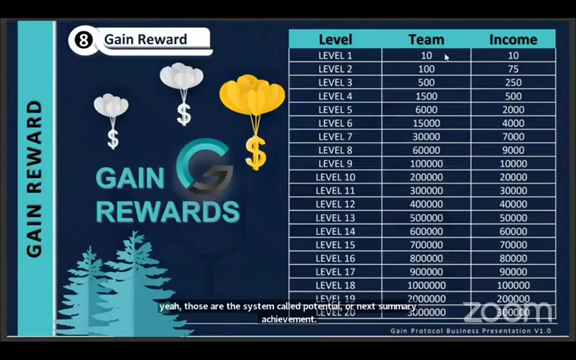 8 Gain Reward
GAIN REWARD
GAIN
REWARDS
Level Team Income
LEVEL 1 10 10
LEVEL 2 100 75
LEVEL 3 500 250
LEVEL 4 1500 500
LEVEL 5 6000 2000
LEVEL 6 15000 4000
LEVEL 7 30000 7000
LEVEL 8 60000 9000
LEVEL 9 100000 10000
LEVEL 10 200000 20000
LEVEL 11 300000 30000
LEVEL 12 400000 40000
LEVEL 13 500000 50000
LEVEL 14 600000 60000
LEVEL 15 700000 70000
LEVEL 16 800000 80000
LEVEL 17 900000 90000
LEVEL 18 1000000 100000
LEVEL 19 2000000 200000
LEVEL 20 3000000 300000
yeah, those are the system called potential, or next summary
achievement.
zoom
Gain Protocol Business Presentation V1.0